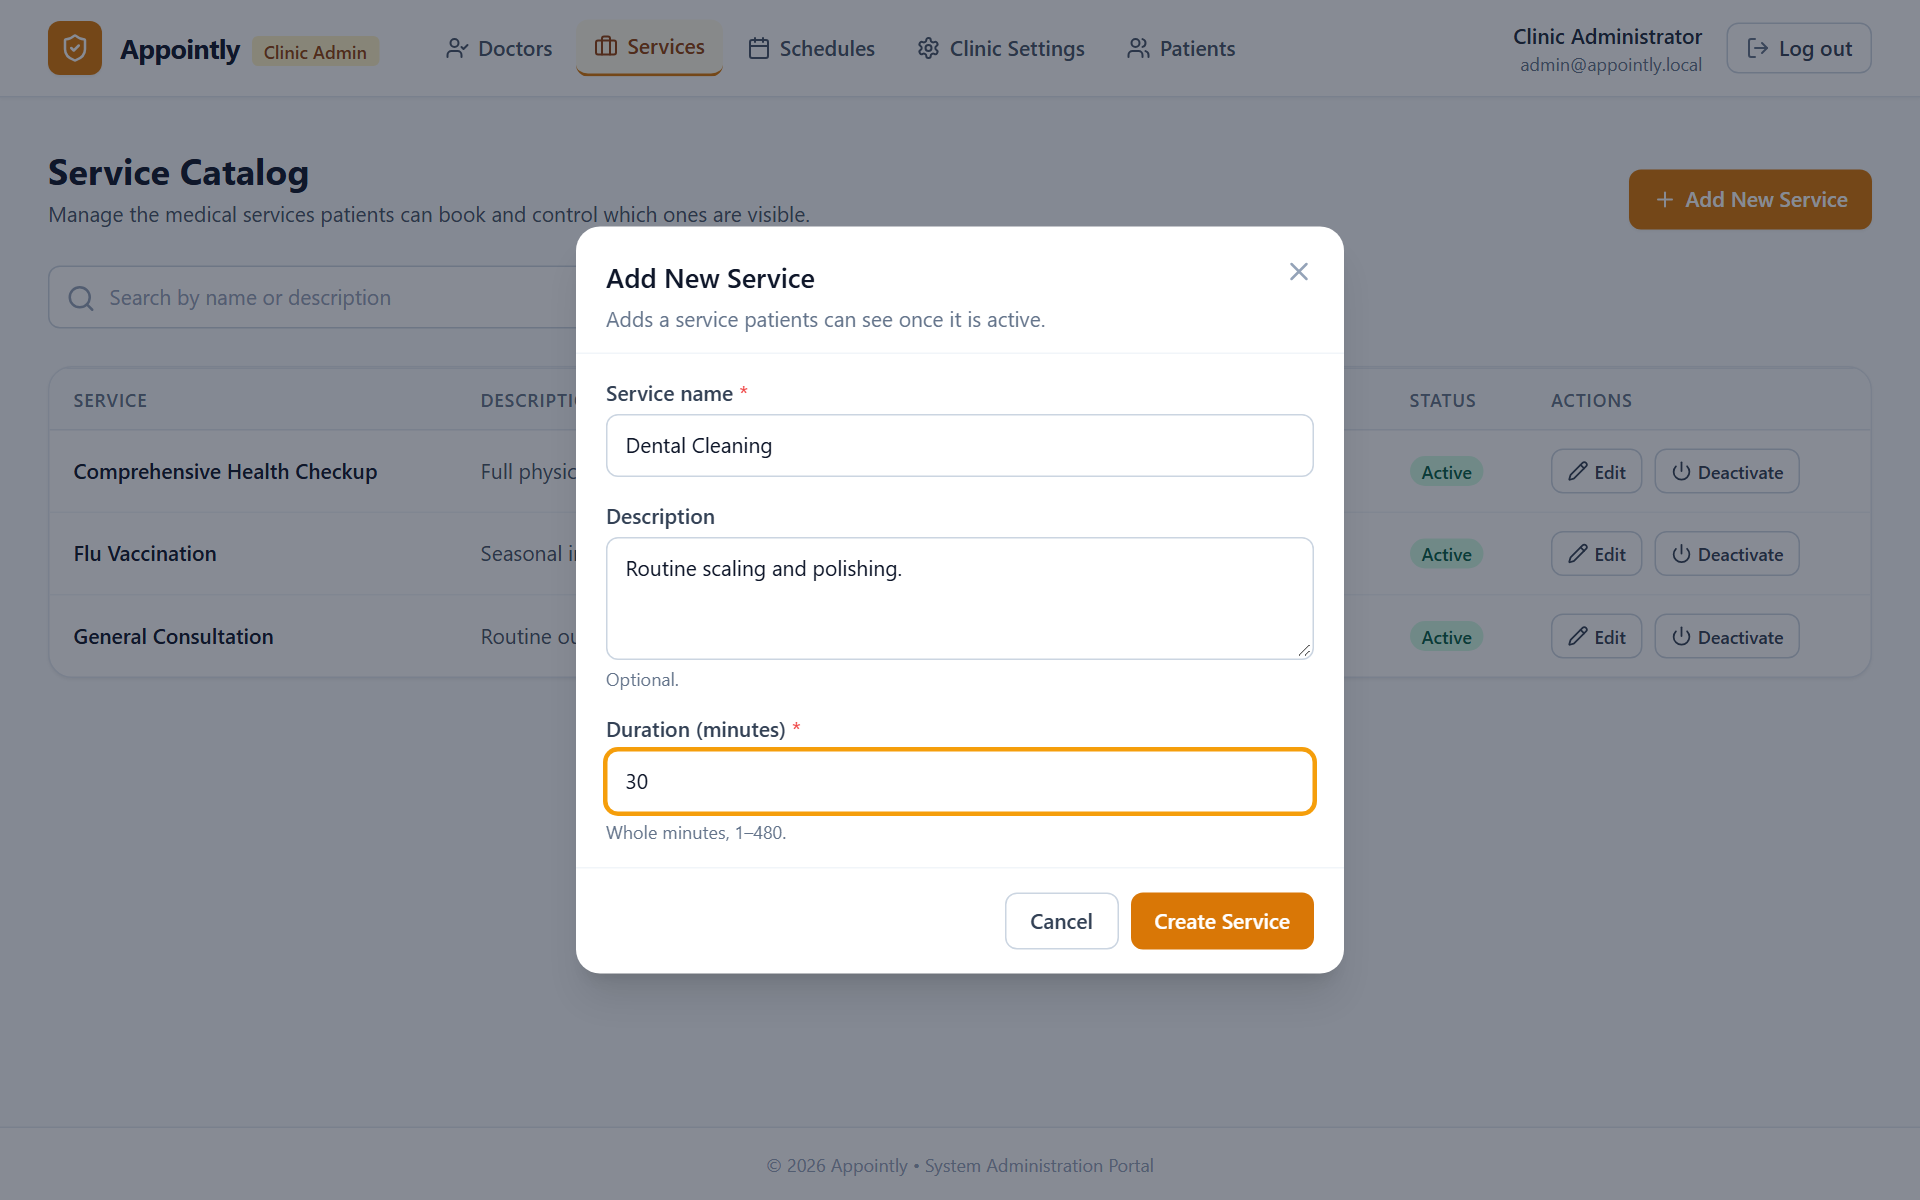 Appointly
Clinic Admin
Doctors
Services
Schedules
Clinic Settings
Patients
Clinic Administrator
admin@appointly.local
Log out
Service Catalog
Manage the medical services patients can book and control which ones are visible.
Add New Service
Search by name or description
SERVICE
STATUS
ACTIONS
Comprehensive Health Checkup
Full
Active
Edit
Deactivate
Flu Vaccination
Seasonal
Active
Edit
Deactivate
General Consultation
Routine
Active
Edit
Deactivate
Add New Service
Adds a service patients can see once it is active.
Service name *
Dental Cleaning
Description
Routine scaling and polishing.
Optional.
Duration (minutes) *
30
Whole minutes, 1–480.
Cancel
Create Service
© 2026 Appointly • System Administration Portal